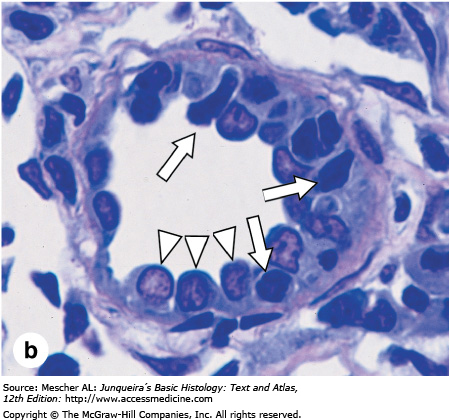 b
Source: Mescher AL: Junqueira´s Basic Histology: Text and Atlas,
12th Edition: http://www.accessmedicine.com
Copyright © The McGraw-Hill Companies, Inc. All rights reserved.